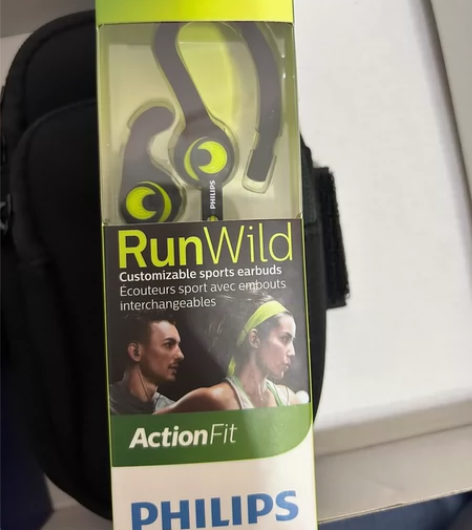 PHILIPS
RunWild
Customizable sports earbuds
Écouteurs sport avec embouts
interchangeables
ActionFit
PHILIPS